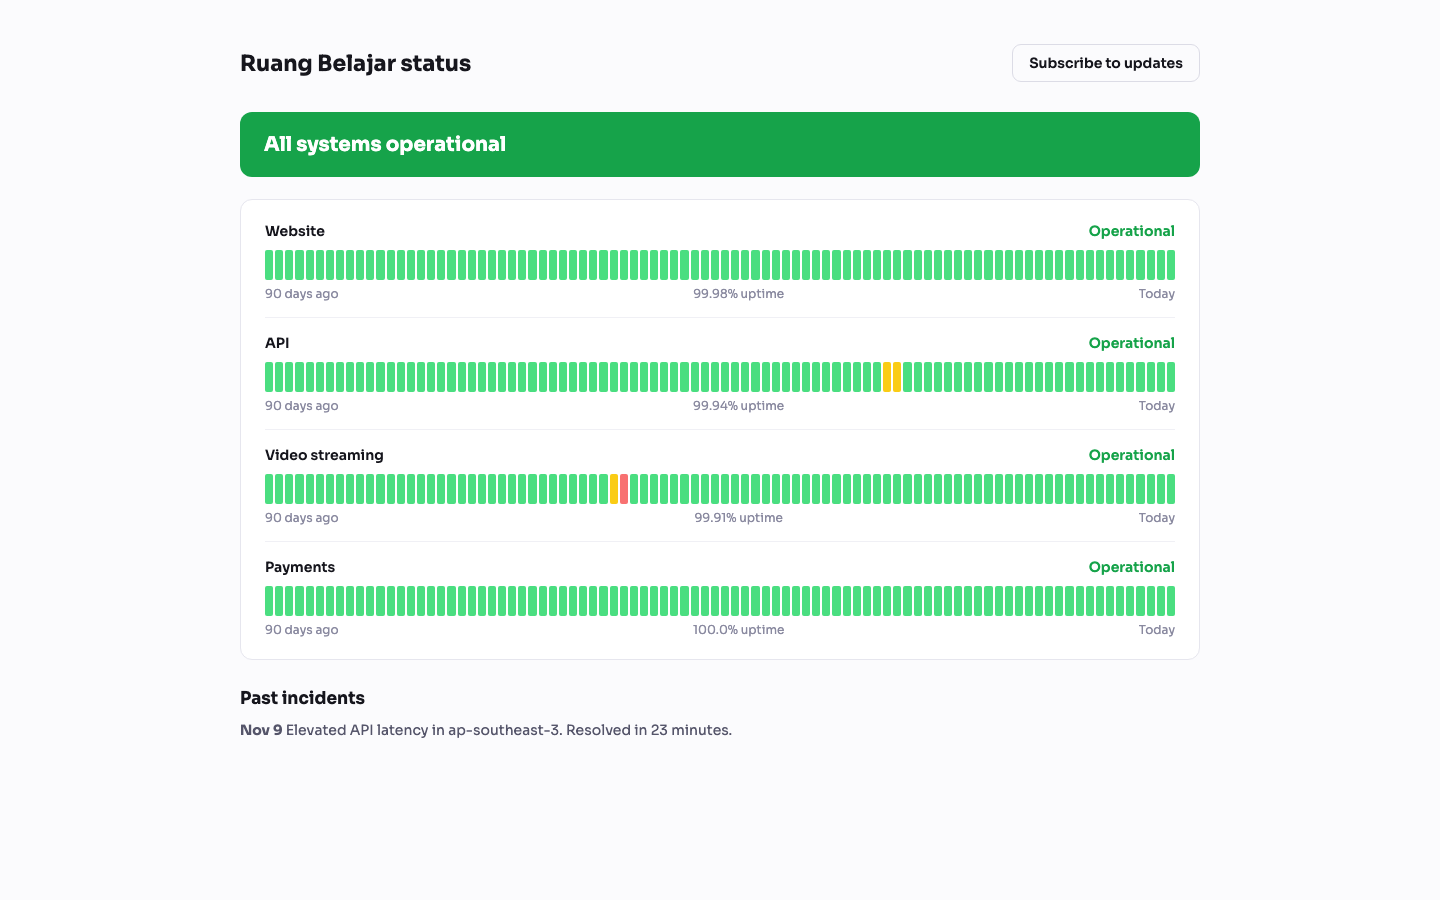 Ruang Belajar status
Subscribe to updates
All systems operational
Website
Operational
90 days ago
99.98% uptime
Today
API
Operational
90 days ago
99.94% uptime
Today
Video streaming
Operational
90 days ago
99.91% uptime
Today
Payments
Operational
90 days ago
100.0% uptime
Today
Past incidents
Nov 9 Elevated API latency in ap-southeast-3. Resolved in 23 minutes.